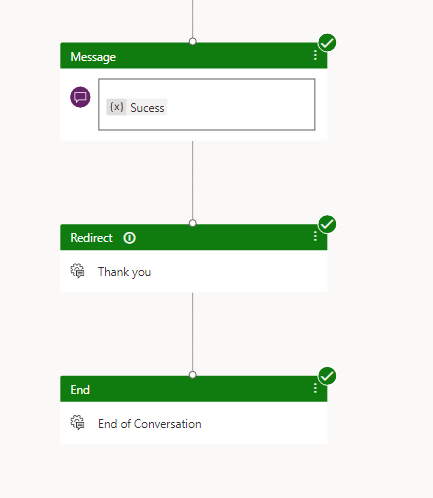 Message
{x} Sucess
Redirect
Thank you
End
End of Conversation